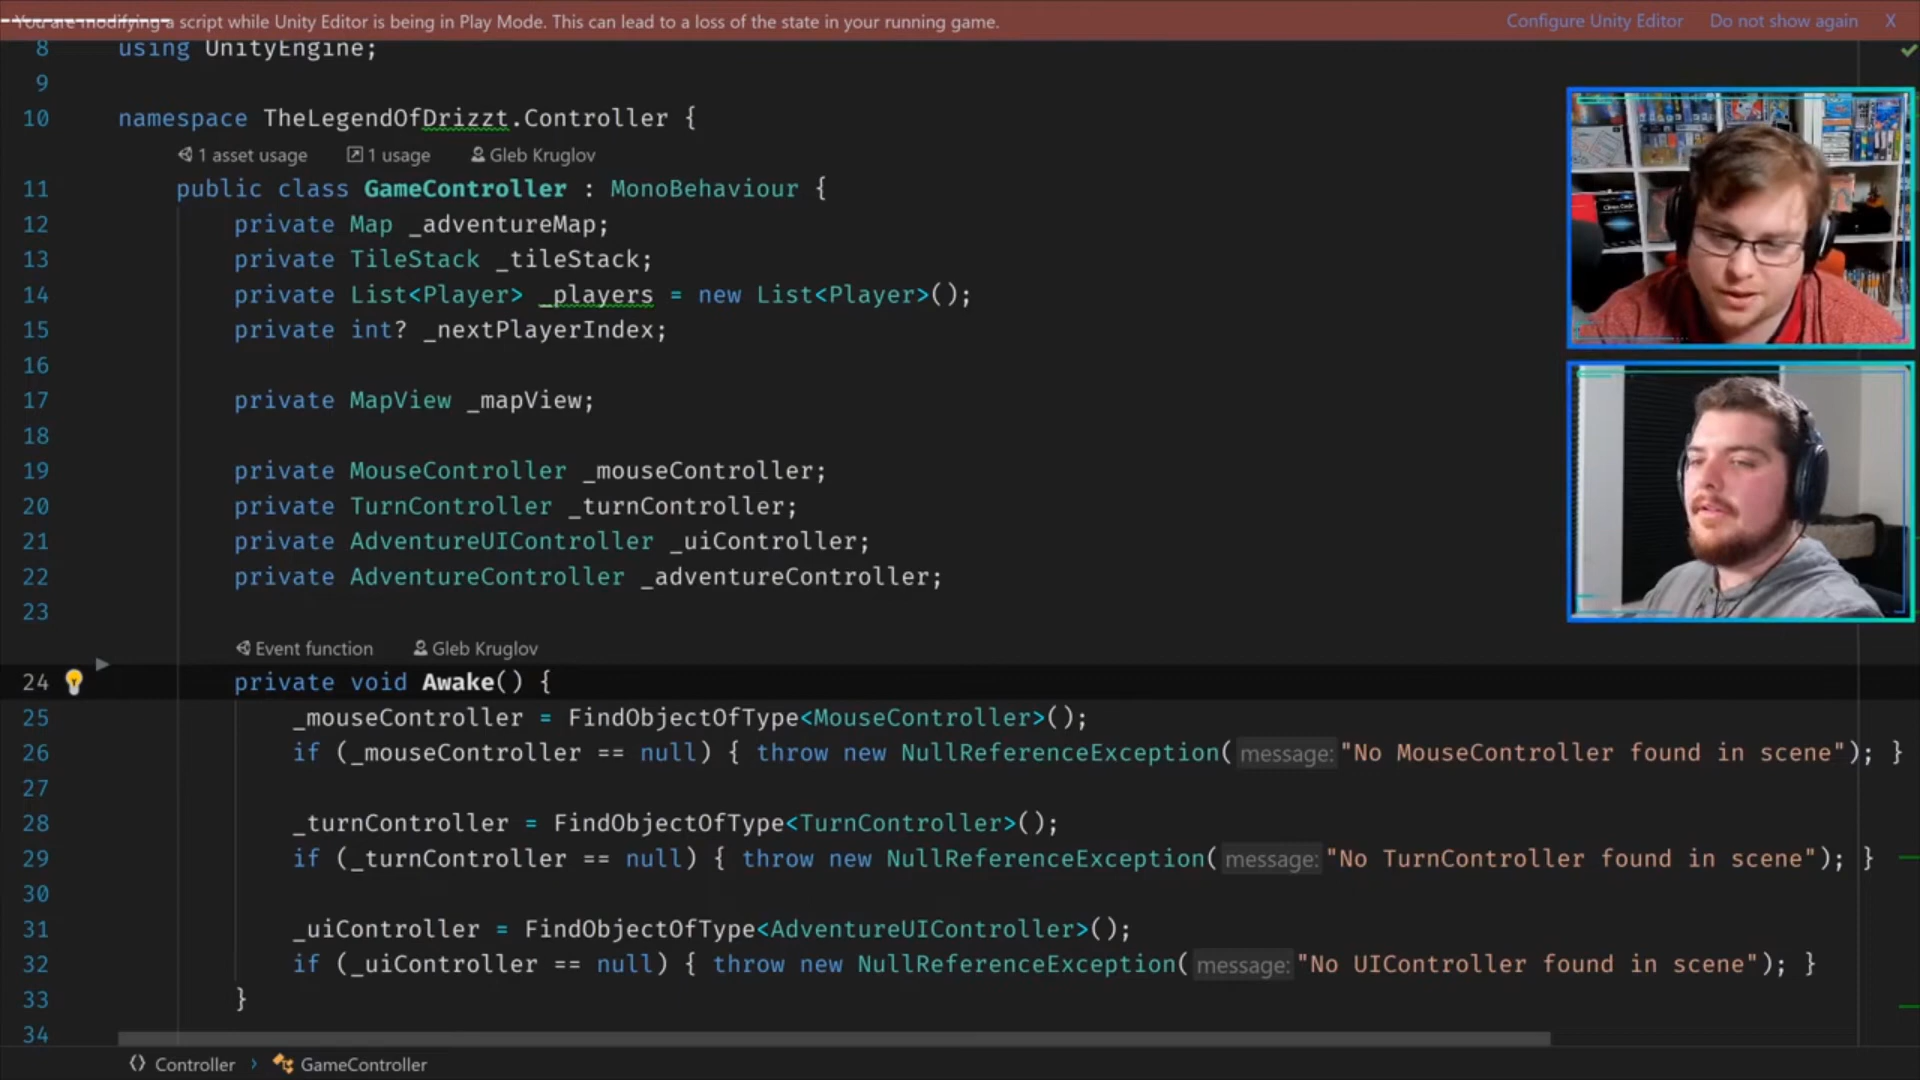 You are modifying a script while Unity Editor is being in Play Mode. This can lead to a loss of the state in your running game. Configure Unity Editor Do not show again X
8 using UnityEngine;
9
10 namespace TheLegendOfDrizzt.Controller {
1 asset usage 1 usage Gleb Kruglov
11 public class GameController : MonoBehaviour {
12 private Map _adventureMap;
13 private TileStack _tileStack;
14 private List<Player> _players = new List<Player>();
15 private int? _nextPlayerIndex;
16
17 private MapView _mapView;
18
19 private MouseController _mouseController;
20 private TurnController _turnController;
21 private AdventureUIController _uiController;
22 private AdventureController _adventureController;
23
Event function Gleb Kruglov
24 private void Awake() {
25 _mouseController = FindObjectOfType<MouseController>();
26 if (_mouseController == null) { throw new NullReferenceException( message: "No MouseController found in scene"); }
27
28 _turnController = FindObjectOfType<TurnController>();
29 if (_turnController == null) { throw new NullReferenceException( message: "No TurnController found in scene"); }
30
31 _uiController = FindObjectOfType<AdventureUIController>();
32 if (_uiController == null) { throw new NullReferenceException( message: "No UIController found in scene"); }
33 }
34
Controller GameController